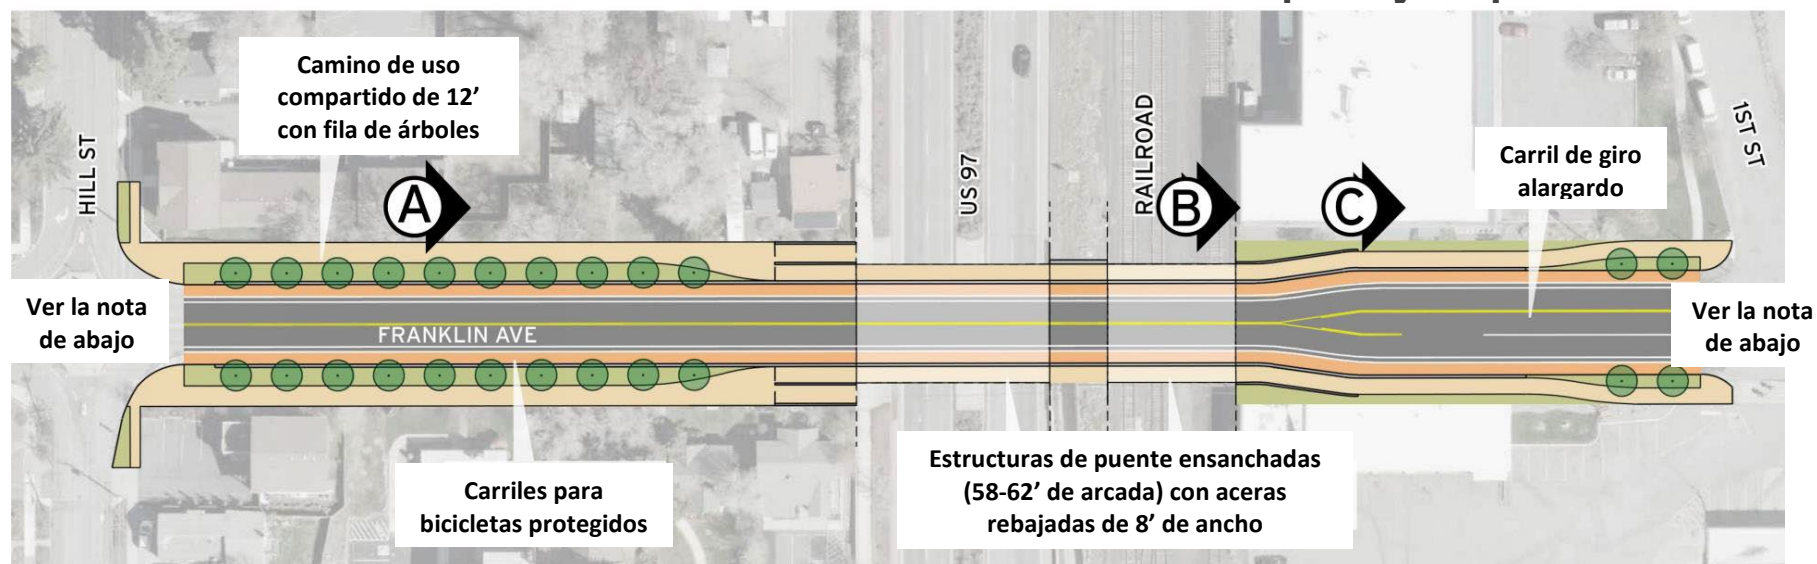 Camino de uso
compartido de 12’
con fila de árboles
HILL ST
A
US 97
RAILROAD
B
C
Carril de giro
alargardo
1ST ST
Ver la nota
de abajo
FRANKLIN AVE
Ver la nota
de abajo
Carriles para
bicicletas protegidos
Estructuras de puente ensanchadas
(58-62’ de arcada) con aceras
rebajadas de 8’ de ancho